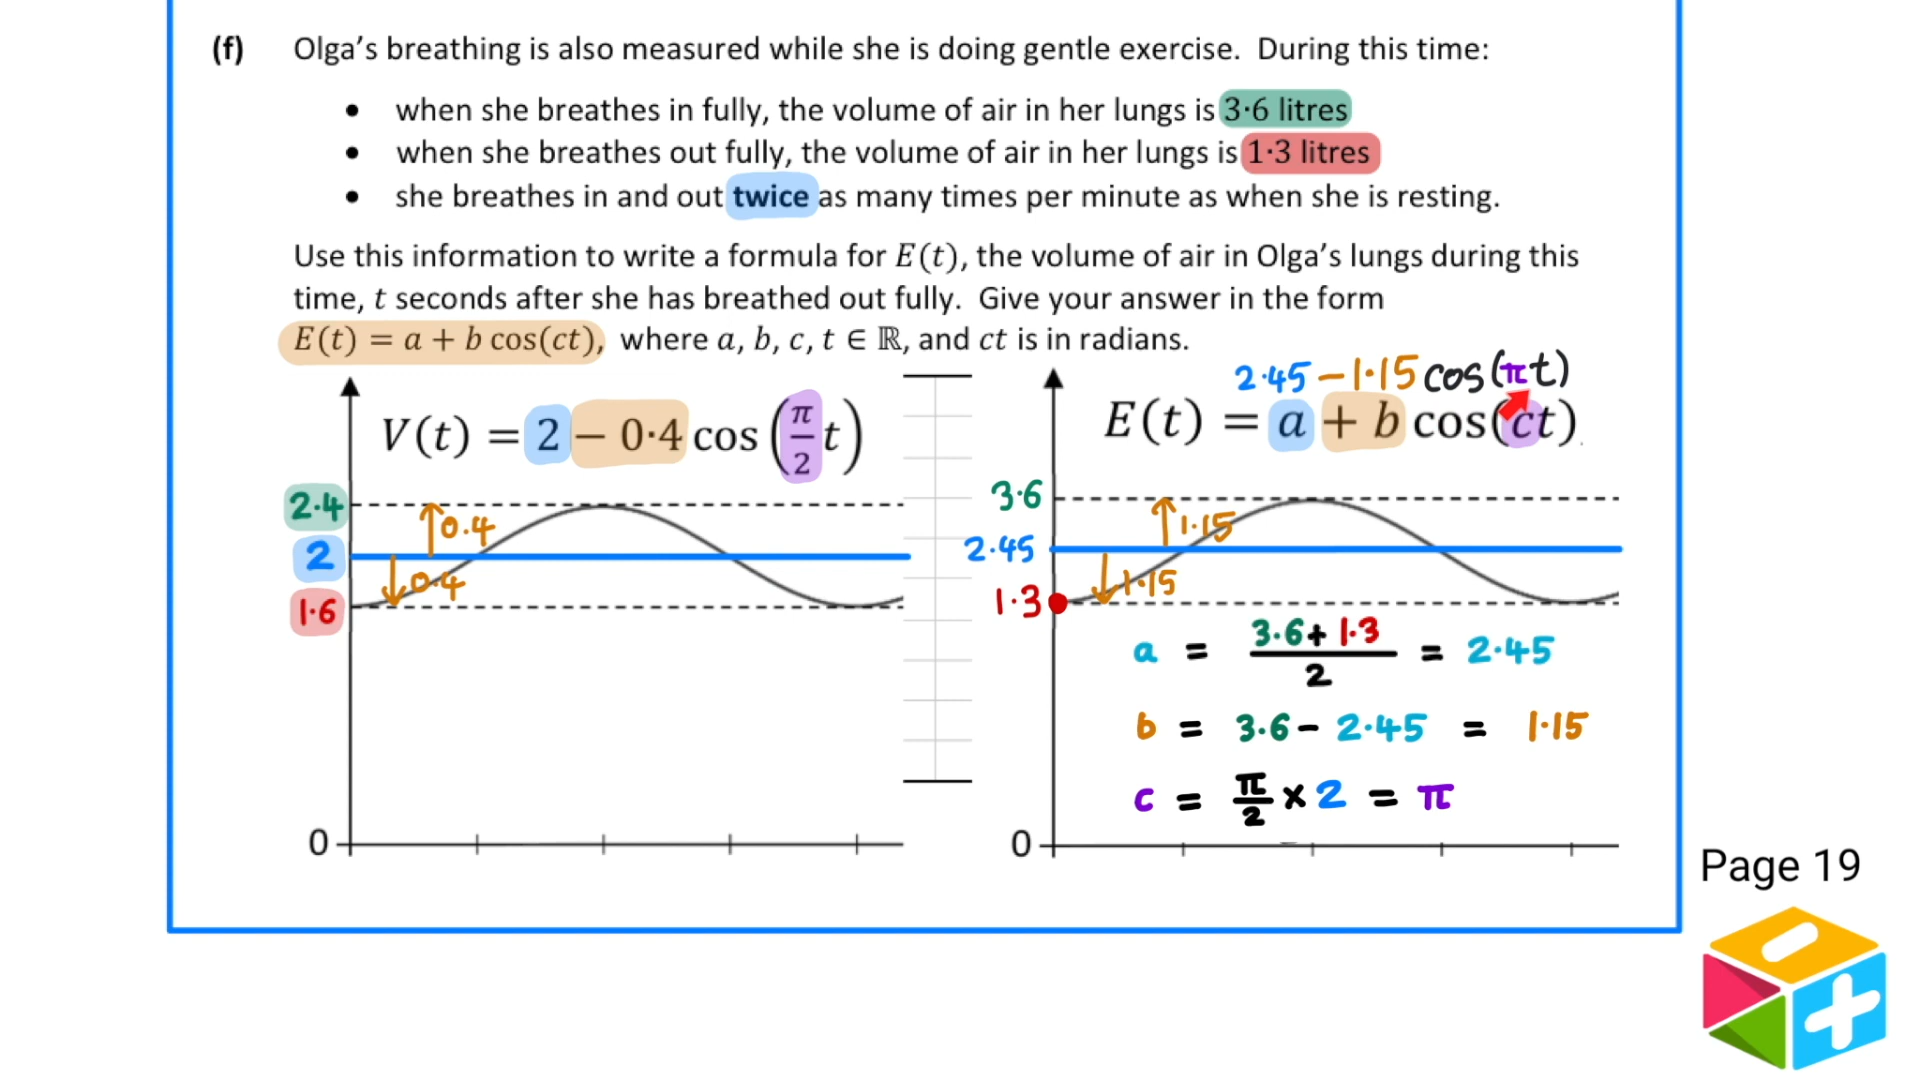 (f) Olga's breathing is also measured while she is doing gentle exercise. During this time:
• when she breathes in fully, the volume of air in her lungs is 3·6 litres
• when she breathes out fully, the volume of air in her lungs is 1·3 litres
• she breathes in and out twice as many times per minute as when she is resting.
Use this information to write a formula for E(t), the volume of air in Olga's lungs during this
time, t seconds after she has breathed out fully. Give your answer in the form
E(t) = a + b cos(ct), where a, b, c, t ∈ ℝ, and ct is in radians.
V(t) = 2 − 0·4 cos(π/2 t)
2.4
↑0.4
2
↓0.4
1·6
0
2·45 −1·15 cos(πt)
E(t) = a + b cos(ct).
3·6
↑1·15
2·45
↓1·15
1·3
a = 3·6 + 1·3 / 2 = 2·45
b = 3·6 − 2·45 = 1·15
c = π/2 × 2 = π
0
Page 19